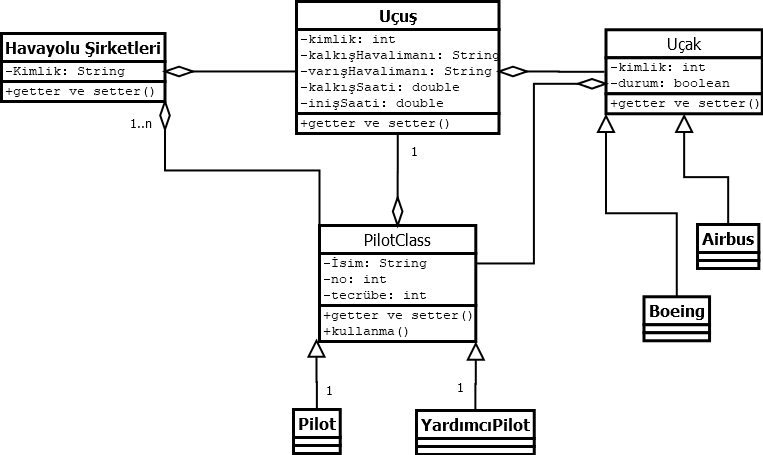 Havayolu Şirketleri
-Kimlik: String
+getter ve setter()
1..n
Uçuş
-kimlik: int
-kalkışHavalimanı: String
-varışHavalimanı: String
-kalkışSaati: double
-inişSaati: double
+getter ve setter()
1
Uçak
-kimlik: int
-durum: boolean
+getter ve setter()
PilotClass
-İsim: String
-no: int
-tecrübe: int
+getter ve setter()
+kullanma()
Airbus
Boeing
1
Pilot
1
YardımcıPilot